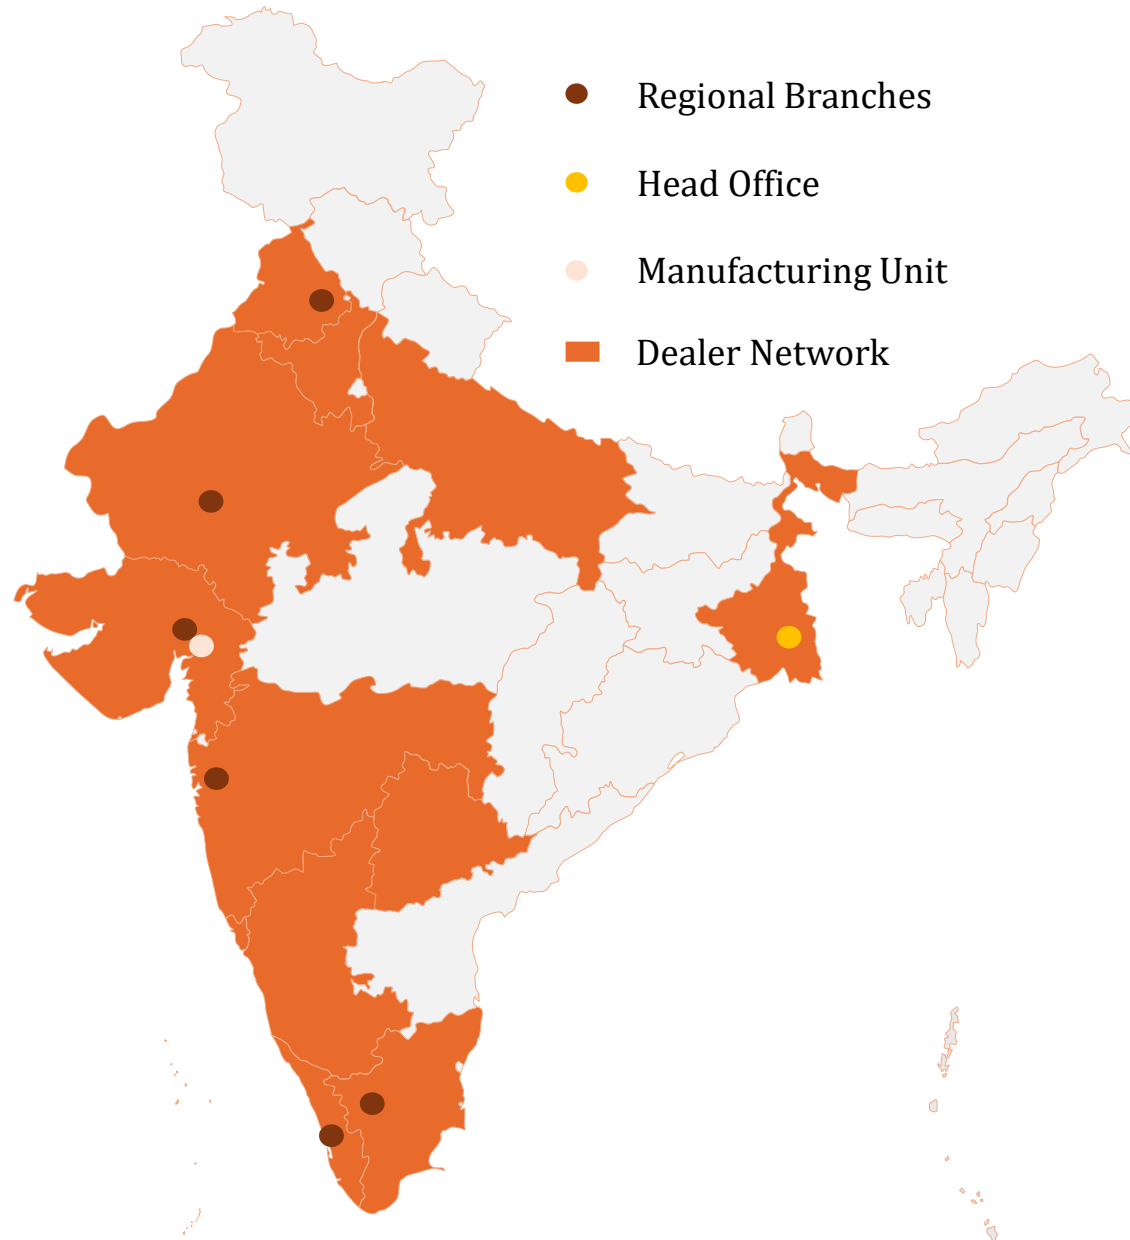 Regional Branches
Head Office
Manufacturing Unit
Dealer Network